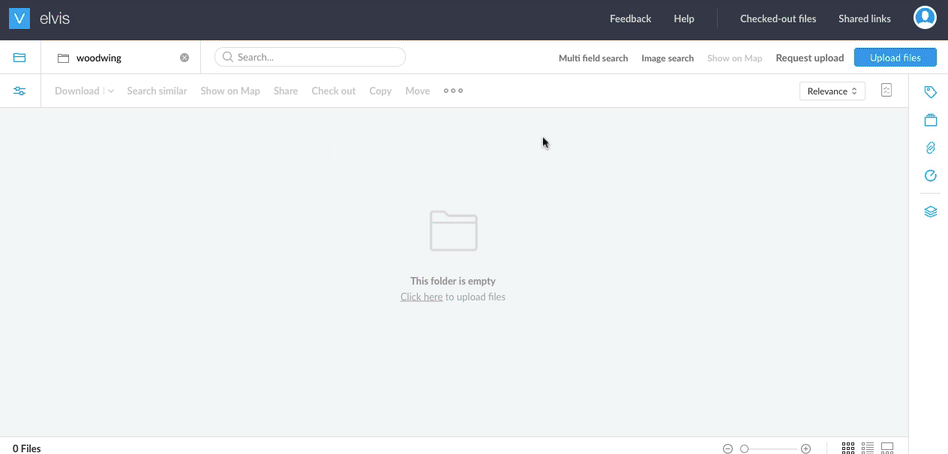 elvis Feedback Help Checked-out files Shared links
woodwing Search... Multi field search Image search Show on Map Request upload Upload files
Download Search similar Show on Map Share Check out Copy Move Relevance
This folder is empty
Click here to upload files
0 Files